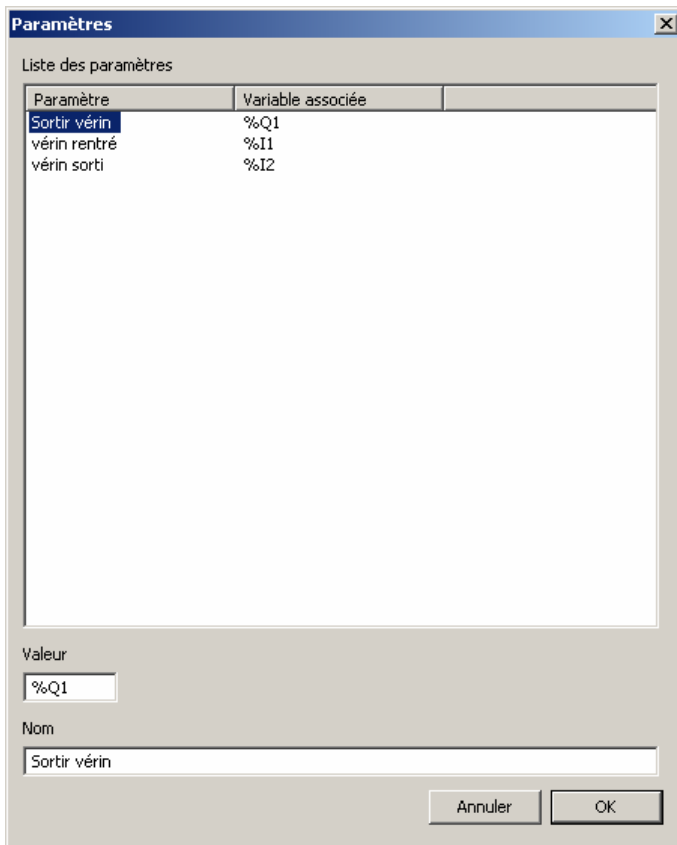 Paramètres
Liste des paramètres
Paramètre Variable associée
Sortir vérin %Q1
vérin rentré %I1
vérin sorti %I2
Valeur
%Q1
Nom
Sortir vérin
Annuler OK